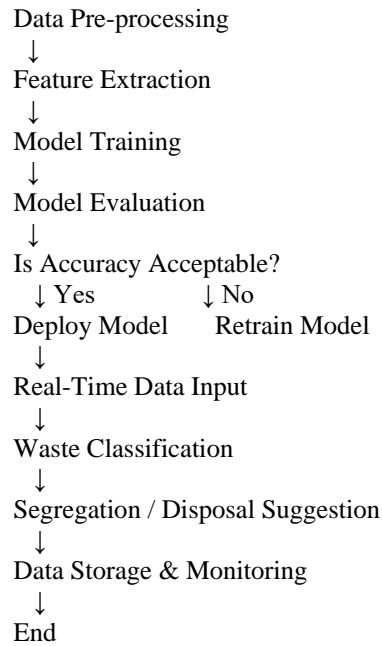 Data Pre-processing
↓
Feature Extraction
↓
Model Training
↓
Model Evaluation
↓
Is Accuracy Acceptable?
↓ Yes ↓ No
Deploy Model Retrain Model
↓
Real-Time Data Input
↓
Waste Classification
↓
Segregation / Disposal Suggestion
↓
Data Storage & Monitoring
↓
End